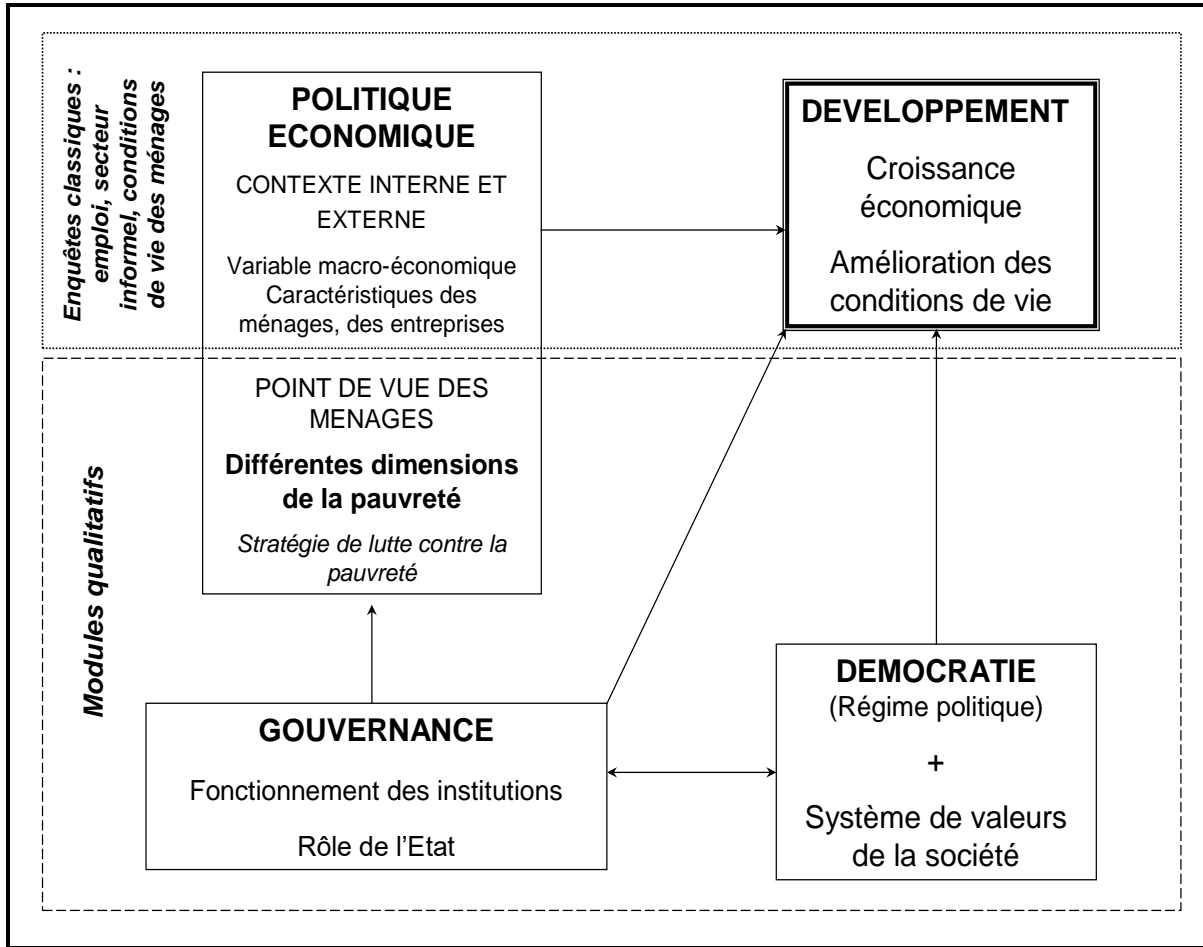 Enquêtes classiques :
emploi, secteur
informel, conditions
de vie des ménages
POLITIQUE
ECONOMIQUE
CONTEXTE INTERNE ET
EXTERNE
Variable macro-économique
Caractéristiques des
ménages, des entreprises
DEVELOPPEMENT
Croissance
économique
Amélioration des
conditions de vie
Modules qualitatifs
POINT DE VUE DES
MENAGES
Différentes dimensions
de la pauvreté
Stratégie de lutte contre la
pauvreté
GOUVERNANCE
Fonctionnement des institutions
Rôle de l'Etat
DEMOCRATIE
(Régime politique)
+
Système de valeurs
de la société